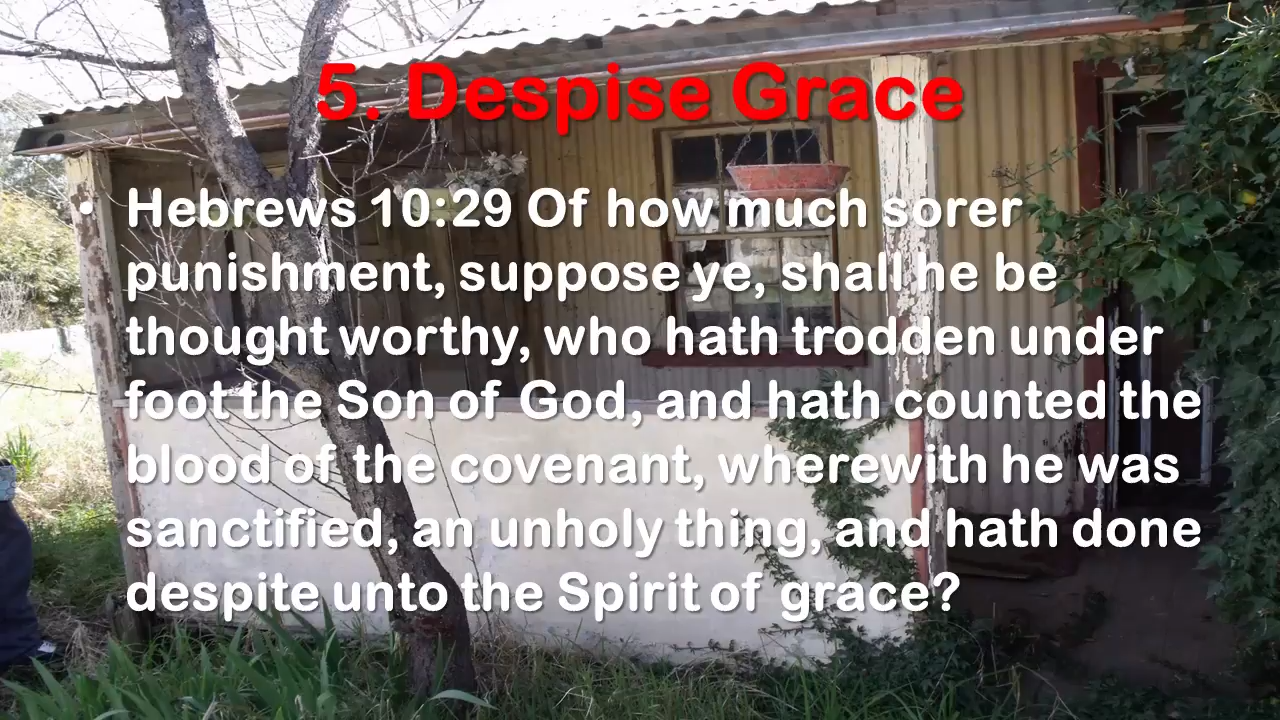 5. Despise Grace
• Hebrews 10:29 Of how much sorer
punishment, suppose ye, shall he be
thought worthy, who hath trodden under
foot the Son of God, and hath counted the
blood of the covenant, wherewith he was
sanctified, an unholy thing, and hath done
despite unto the Spirit of grace?